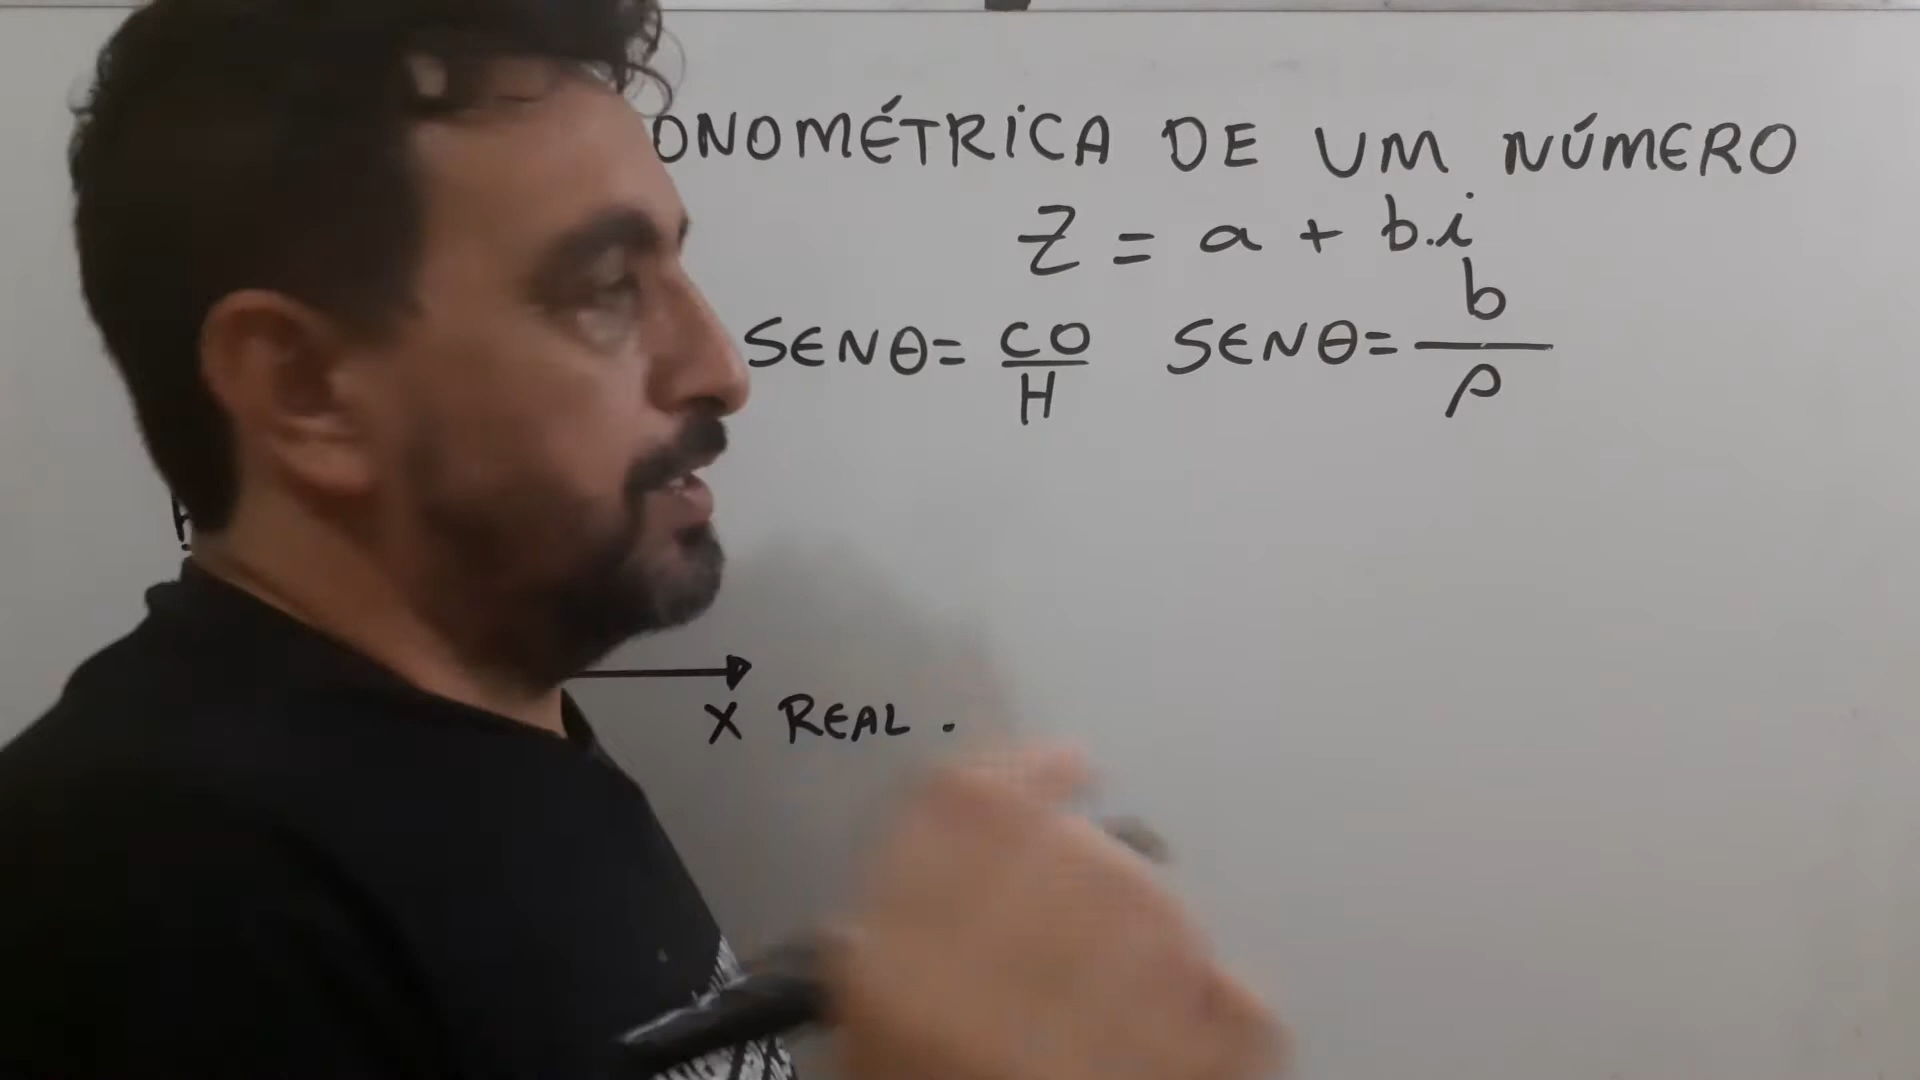 ONOMÉTRICA DE UM NÚMERO
Z = a + b.i
SENθ= CO/H SENθ= b/ρ
X REAL.